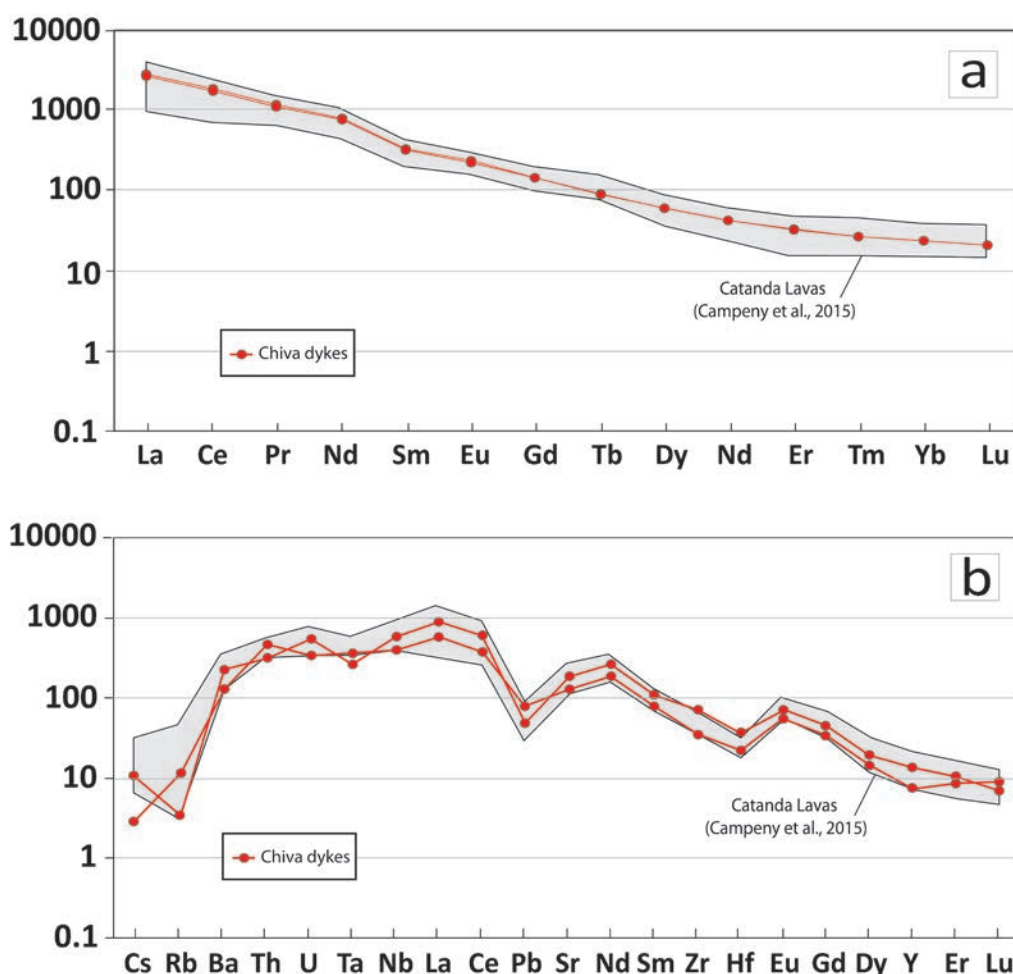 10000
a
1000
100
10
Catanda Lavas
(Campeny et al., 2015)
1
Chiva dykes
0.1
La Ce Pr Nd Sm Eu Gd Tb Dy Nd Er Tm Yb Lu
10000
b
1000
100
10
Catanda Lavas
(Campeny et al., 2015)
1
Chiva dykes
0.1
Cs Rb Ba Th U Ta Nb La Ce Pb Sr Nd Sm Zr Hf Eu Gd Dy Y Er Lu